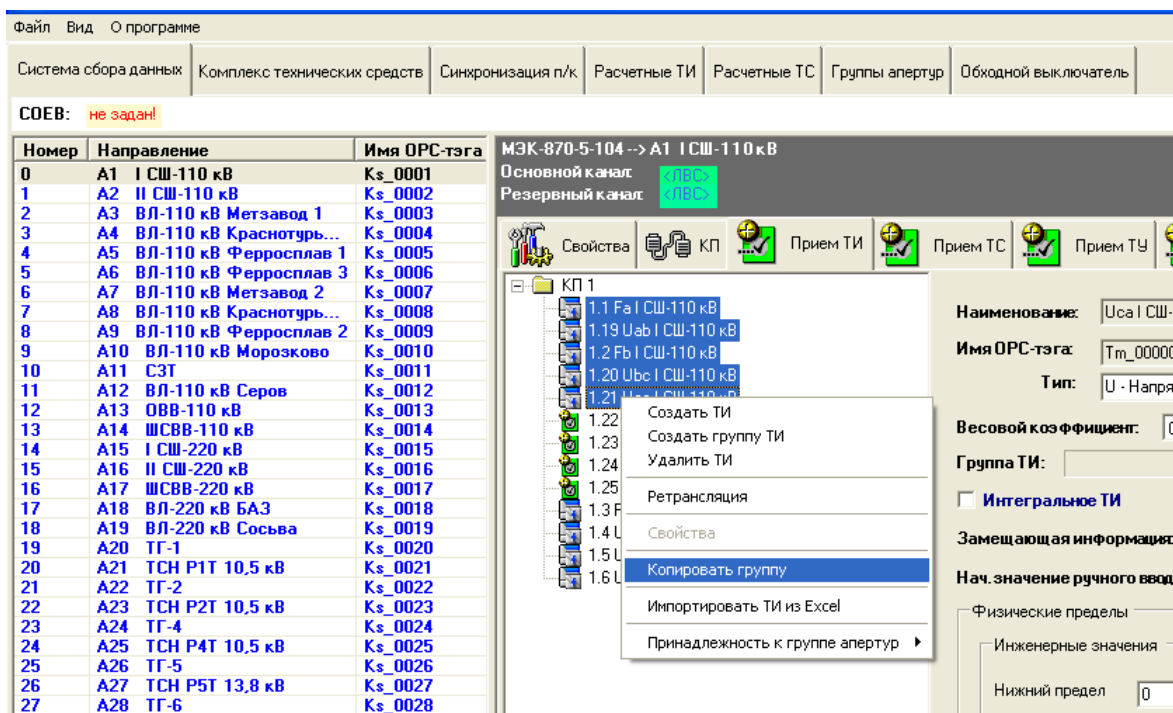 Файл Вид О программе
Система сбора данных Комплекс технических средств Синхронизация п/к Расчетные ТИ Расчетные ТС Группы апертур Обходной выключатель
СОЕВ: не задан!
Номер Направление Имя ОРС-тэга
0 А1 I СШ-110 кВ Ks_0001
1 А2 II СШ-110 кВ Ks_0002
2 А3 ВЛ-110 кВ Метзавод 1 Ks_0003
3 А4 ВЛ-110 кВ Краснотурь... Ks_0004
4 А5 ВЛ-110 кВ Ферросплав 1 Ks_0005
5 А6 ВЛ-110 кВ Ферросплав 3 Ks_0006
6 А7 ВЛ-110 кВ Метзавод 2 Ks_0007
7 А8 ВЛ-110 кВ Краснотурь... Ks_0008
8 А9 ВЛ-110 кВ Ферросплав 2 Ks_0009
9 А10 ВЛ-110 кВ Морозково Ks_0010
10 А11 СЗТ Ks_0011
11 А12 ВЛ-110 кВ Серов Ks_0012
12 А13 ОВВ-110 кВ Ks_0013
13 А14 ШСВВ-110 кВ Ks_0014
14 А15 I СШ-220 кВ Ks_0015
15 А16 II СШ-220 кВ Ks_0016
16 А17 ШСВВ-220 кВ Ks_0017
17 А18 ВЛ-220 кВ БАЗ Ks_0018
18 А19 ВЛ-220 кВ Сосьва Ks_0019
19 А20 ТГ-1 Ks_0020
20 А21 ТСН Р1Т 10,5 кВ Ks_0021
21 А22 ТГ-2 Ks_0022
22 А23 ТСН Р2Т 10,5 кВ Ks_0023
23 А24 ТГ-4 Ks_0024
24 А25 ТСН Р4Т 10,5 кВ Ks_0025
25 А26 ТГ-5 Ks_0026
26 А27 ТСН Р5Т 13,8 кВ Ks_0027
27 А28 ТГ-6 Ks_0028
МЭК-870-5-104 --> А1 I СШ-110 кВ
Основной канал: <ЛВС>
Резервный канал: <ЛВС>
Свойства КП Прием ТИ Прием ТС Прием ТУ
КП 1
1.1 Fa I СШ-110 кВ
1.19 Uab I СШ-110 кВ
1.2 Fb I СШ-110 кВ
1.20 Ubc I СШ-110 кВ
1.21
1.22
1.23
1.24
1.25
1.3 F
1.4 U
1.5 U
1.6 U
Создать ТИ
Создать группу ТИ
Удалить ТИ
Ретрансляция
Свойства
Копировать группу
Импортировать ТИ из Excel
Принадлежность к группе апертур
Наименование: Uca I СШ-
Имя ОРС-тэга: Tm_0000
Тип: U - Напря
Весовой коэффициент:
Группа ТИ:
Интегральное ТИ
Замещающая информация:
Нач. значение ручного ввод
Физические пределы
Инженерные значения
Нижний предел 0